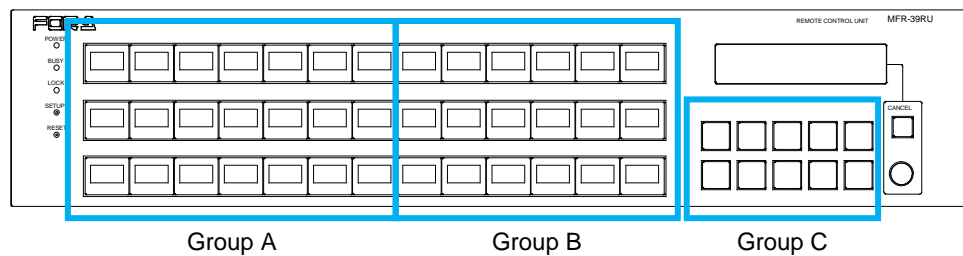 FOR-A
REMOTE CONTROL UNIT MFR-39RU
POWER
BUSY
LOCK
SETUP
RESET
CANCEL
Group A Group B Group C